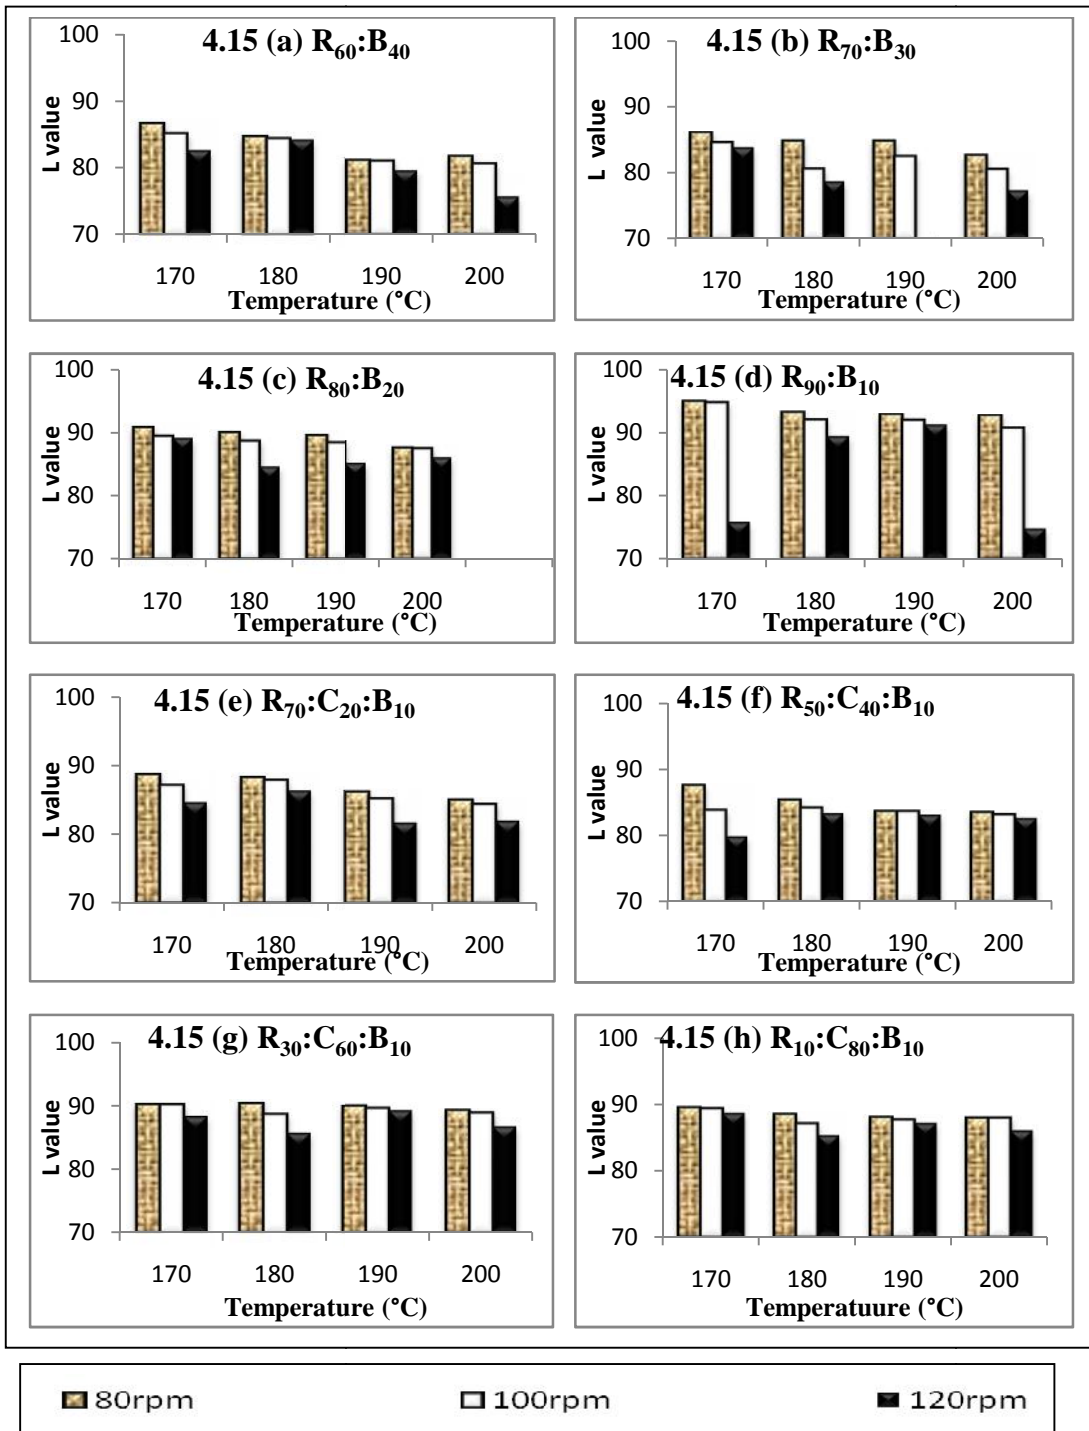 4.15 (a) R60:B40
100
90
80
70
L value
170 180 190 200
Temperature (°C)
4.15 (b) R70:B30
100
90
80
70
L value
170 180 190 200
Temperature (°C)
4.15 (c) R80:B20
100
90
80
70
L value
170 180 190 200
Temperature (°C)
4.15 (d) R90:B10
100
90
80
70
L value
170 180 190 200
Temperature (°C)
4.15 (e) R70:C20:B10
100
90
80
70
L value
170 180 190 200
Temperature (°C)
4.15 (f) R50:C40:B10
100
90
80
70
L value
170 180 190 200
Temperature (°C)
4.15 (g) R30:C60:B10
100
90
80
70
L value
170 180 190 200
Temperature (°C)
4.15 (h) R10:C80:B10
100
90
80
70
L value
170 180 190 200
Temperatuure (°C)
80rpm 100rpm 120rpm